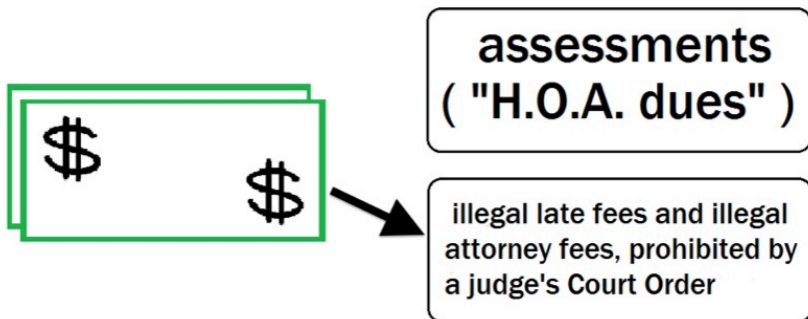 assessments
( "H.O.A. dues" )
$
$
illegal late fees and illegal
attorney fees, prohibited by
a judge's Court Order